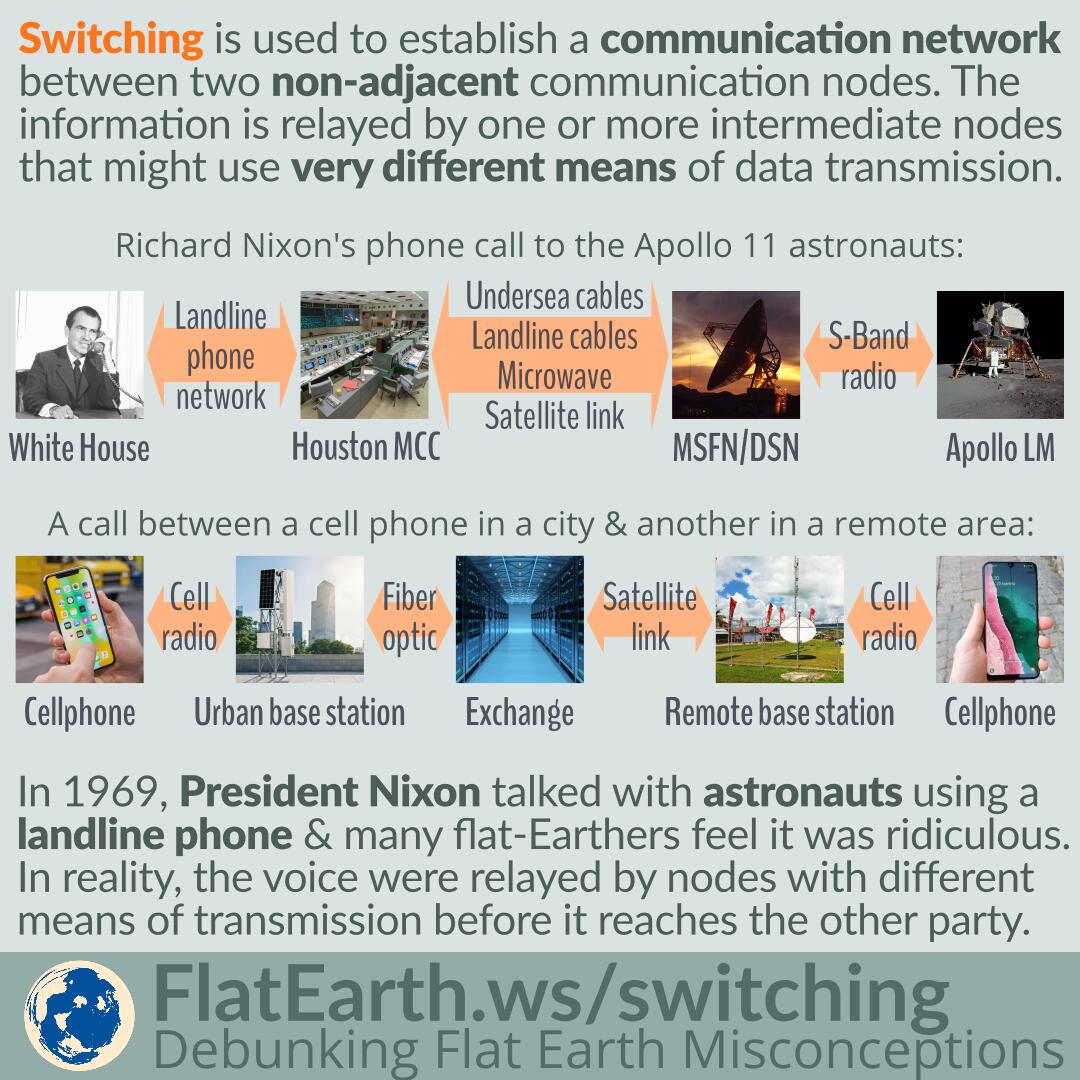 Switching is used to establish a communication network
between two non-adjacent communication nodes. The
information is relayed by one or more intermediate nodes
that might use very different means of data transmission.
Richard Nixon's phone call to the Apollo 11 astronauts:
Landline
phone
network
Undersea cables
Landline cables
Microwave
Satellite link
S-Band
radio
White House
Houston MCC
MSFN/DSN
Apollo LM
A call between a cell phone in a city & another in a remote area:
Cell
radio
Fiber
optic
Satellite
link
Cell
radio
Cellphone
Urban base station
Exchange
Remote base station
Cellphone
In 1969, President Nixon talked with astronauts using a
landline phone & many flat-Earthers feel it was ridiculous.
In reality, the voice were relayed by nodes with different
means of transmission before it reaches the other party.
FlatEarth.ws/switching
Debunking Flat Earth Misconceptions